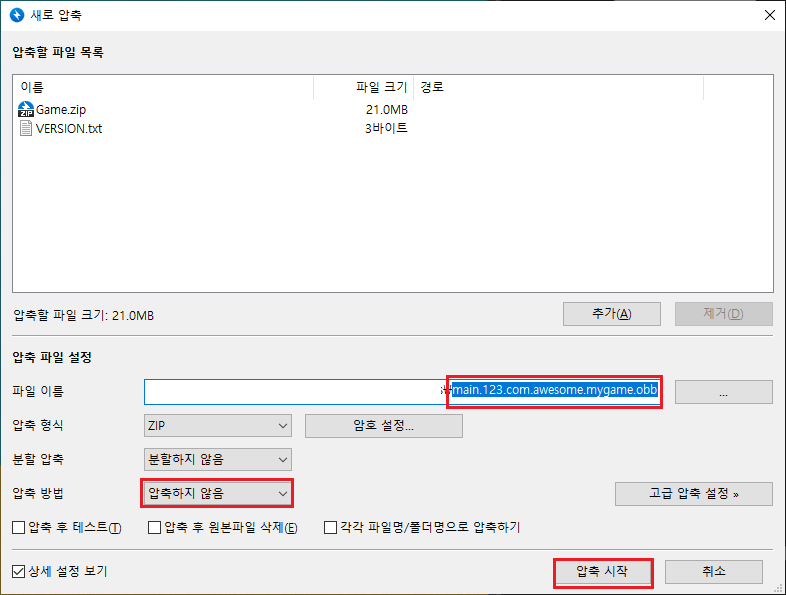 새로 압축
압축할 파일 목록
이름 파일 크기 경로
ZIP Game.zip 21.0MB
VERSION.txt 3바이트
압축할 파일 크기: 21.0MB 추가(A) 제거(D)
압축 파일 설정
파일 이름 ₩main.123.com.awesome.mygame.obb ...
압축 형식 ZIP 암호 설정...
분할 압축 분할하지 않음
압축 방법 압축하지 않음 고급 압축 설정 »
압축 후 테스트(T) 압축 후 원본파일 삭제(E) 각각 파일명/폴더명으로 압축하기
상세 설정 보기 압축 시작 취소